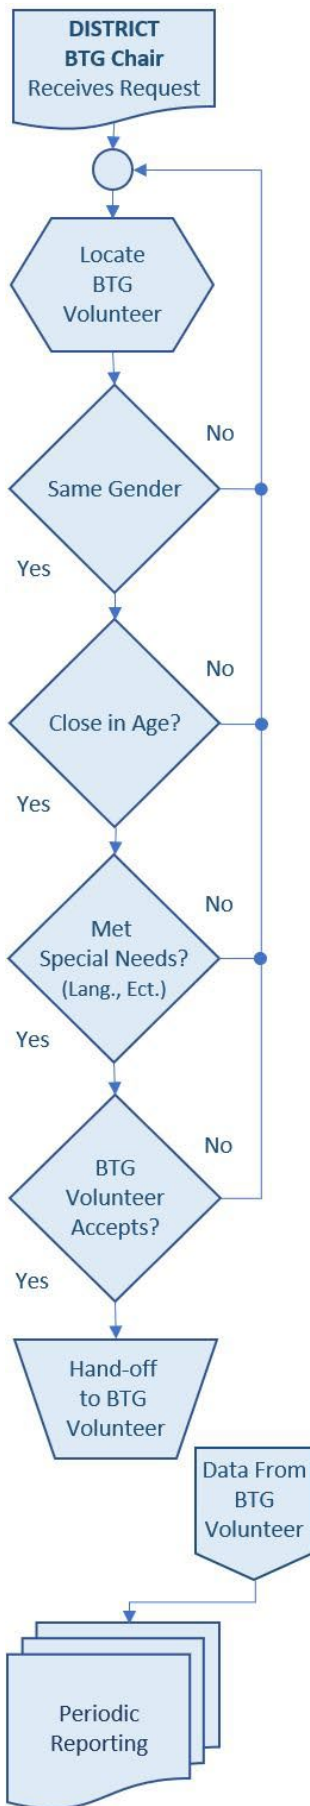 DISTRICT
BTG Chair
Receives Request
Locate
BTG
Volunteer
No
Same Gender
Yes
No
Close in Age?
Yes
No
Met
Special Needs?
(Lang., Ect.)
Yes
No
BTG
Volunteer
Accepts?
Yes
Hand-off
to BTG
Volunteer
Data From
BTG
Volunteer
Periodic
Reporting